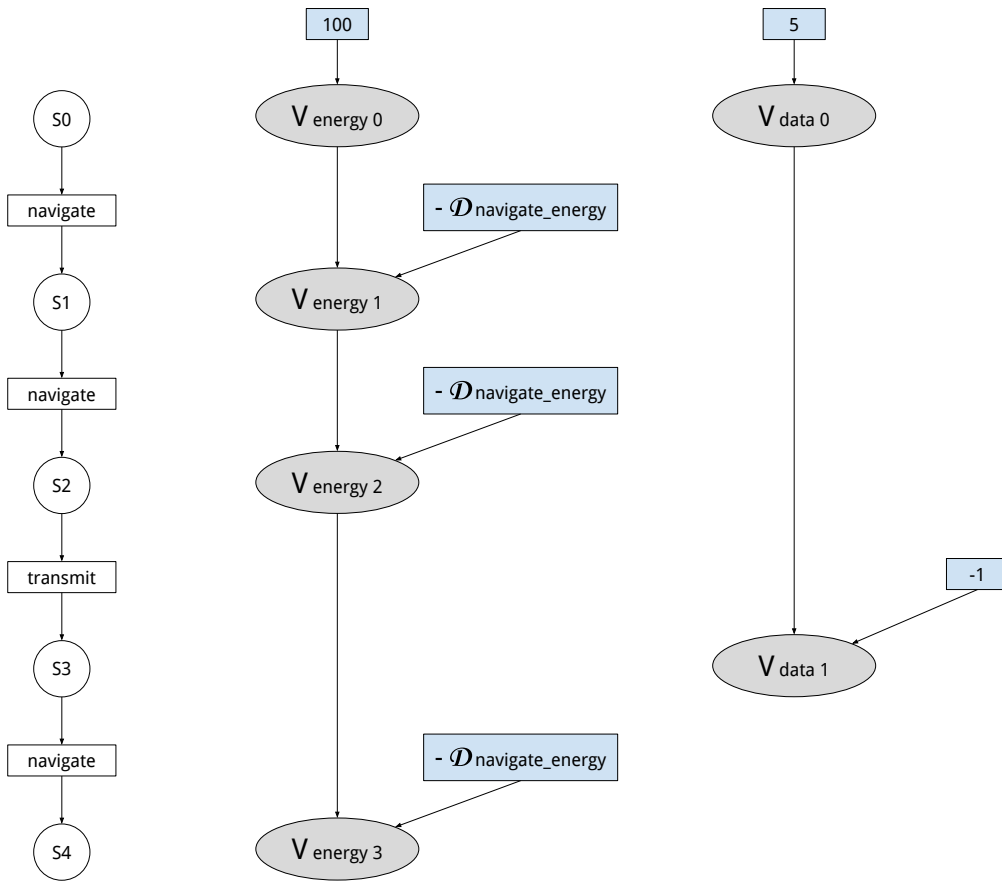 100
5
S0
V energy 0
V data 0
navigate
- 𝒟 navigate_energy
S1
V energy 1
navigate
- 𝒟 navigate_energy
S2
V energy 2
transmit
-1
S3
V data 1
navigate
- 𝒟 navigate_energy
S4
V energy 3